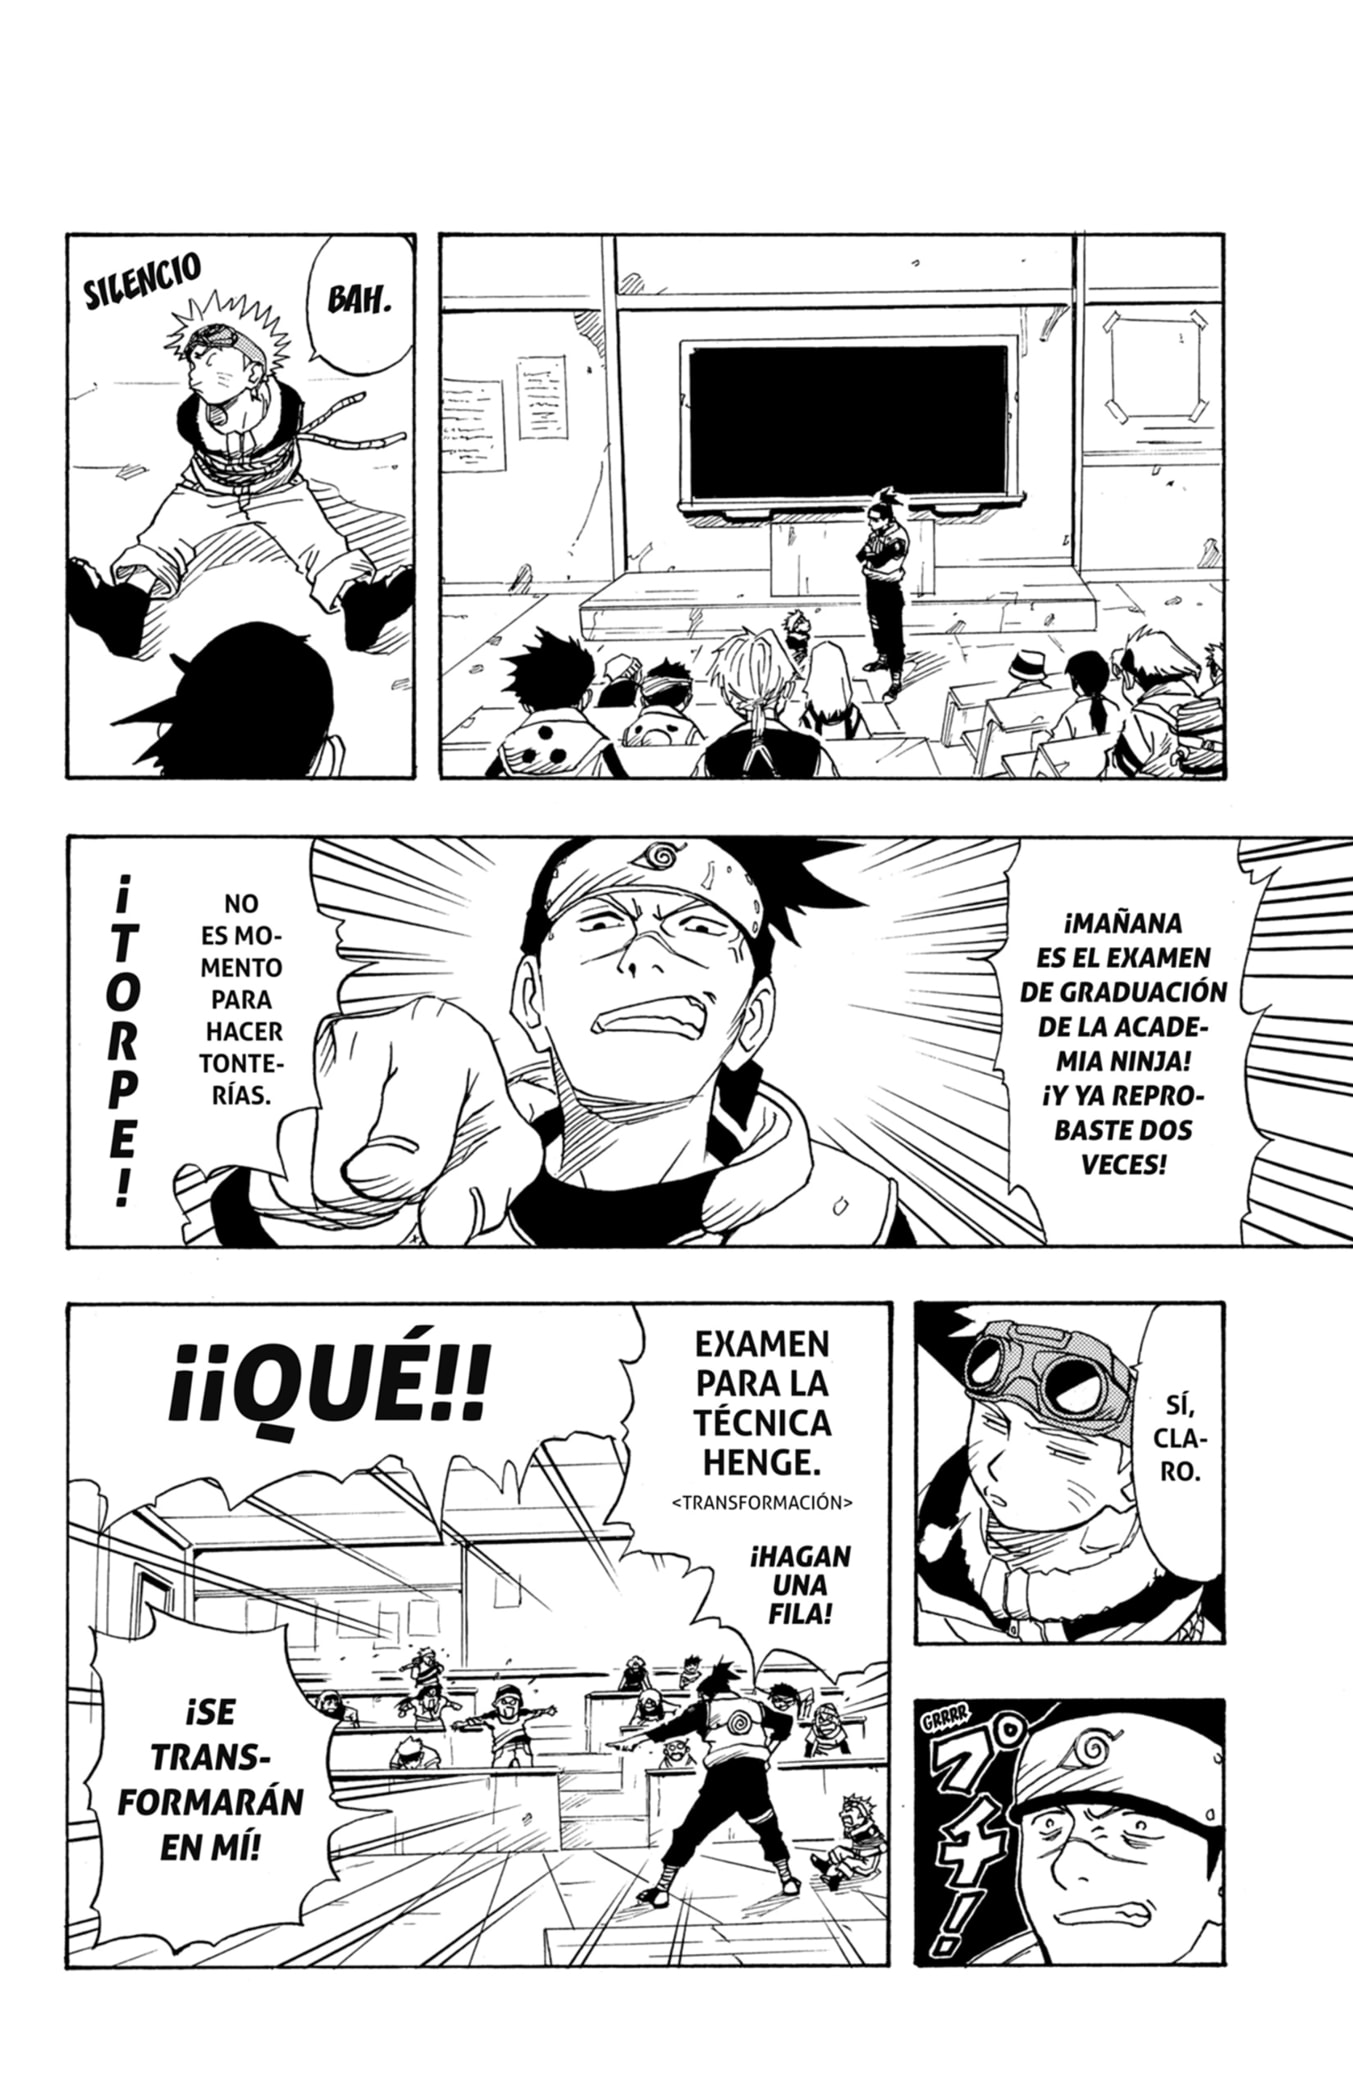 BAH.
SILENCIO
¡MAÑANA
ES EL EXAMEN
DE GRADUACIÓN
DE LA ACADE-
MIA NINJA!
¡Y YA REPRO-
BASTE DOS
VECES!
NO
ES MO-
MENTO
PARA
HACER
TONTE-
RÍAS.
¡TORPE!
SÍ,
CLA-
RO.
GRRRR
プチ!
EXAMEN
PARA LA
TÉCNICA
HENGE.
<TRANSFORMACIÓN>
¡HAGAN
UNA
FILA!
¡¡QUÉ!!
¡SE
TRANS-
FORMARÁN
EN MÍ!